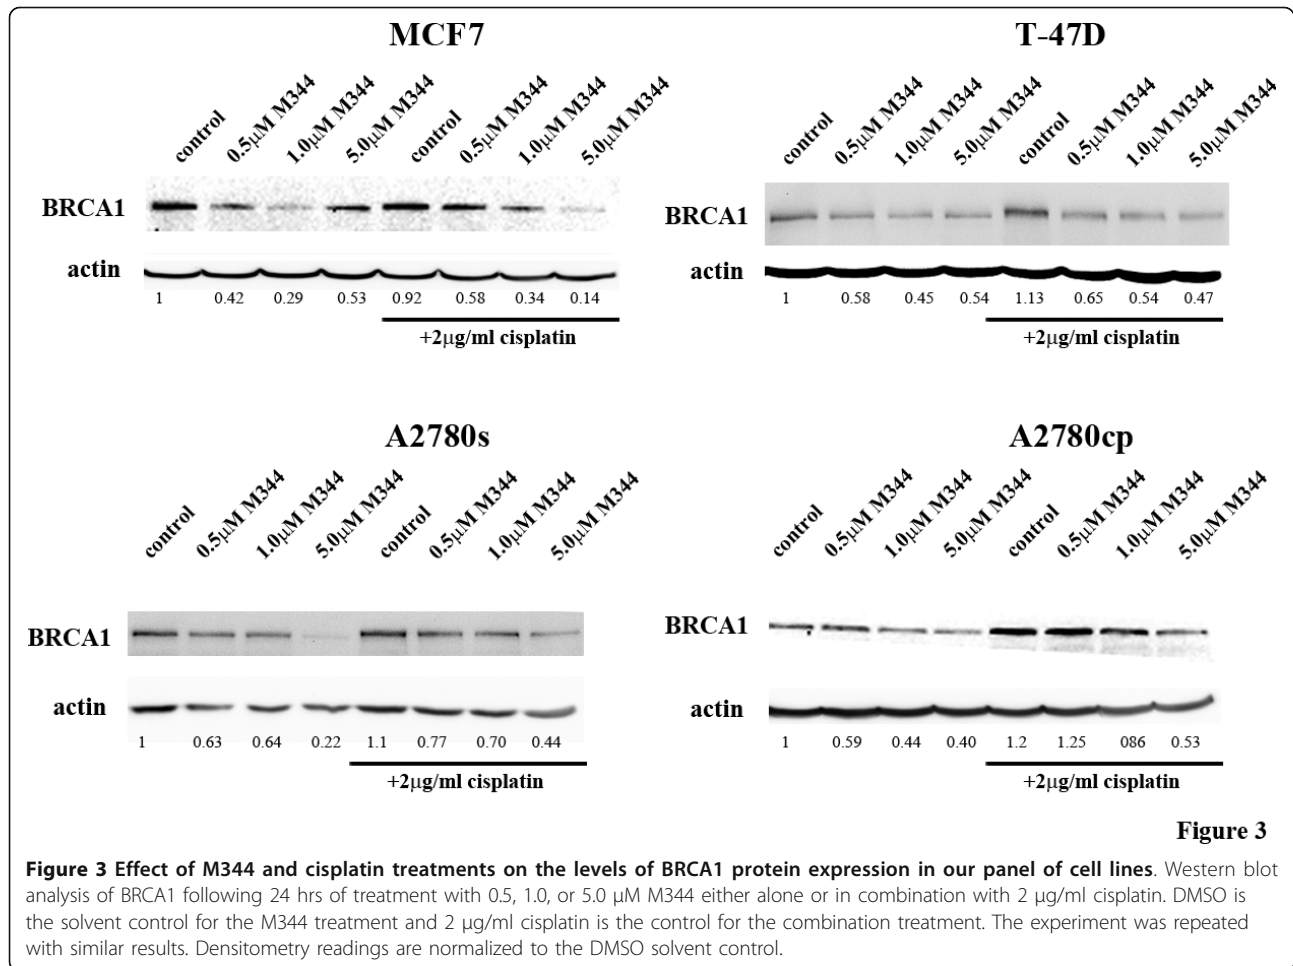 MCF7
control 0.5μM M344 1.0μM M344 5.0μM M344 control 0.5μM M344 1.0μM M344 5.0μM M344
BRCA1
actin
1 0.42 0.29 0.53 0.92 0.58 0.34 0.14
+2μg/ml cisplatin
T-47D
control 0.5μM M344 1.0μM M344 5.0μM M344 control 0.5μM M344 1.0μM M344 5.0μM M344
BRCA1
actin
1 0.58 0.45 0.54 1.13 0.65 0.54 0.47
+2μg/ml cisplatin
A2780s
control 0.5μM M344 1.0μM M344 5.0μM M344 control 0.5μM M344 1.0μM M344 5.0μM M344
BRCA1
actin
1 0.63 0.64 0.22 1.1 0.77 0.70 0.44
+2μg/ml cisplatin
A2780cp
control 0.5μM M344 1.0μM M344 5.0μM M344 control 0.5μM M344 1.0μM M344 5.0μM M344
BRCA1
actin
1 0.59 0.44 0.40 1.2 1.25 086 0.53
+2μg/ml cisplatin
Figure 3
Figure 3 Effect of M344 and cisplatin treatments on the levels of BRCA1 protein expression in our panel of cell lines. Western blot
analysis of BRCA1 following 24 hrs of treatment with 0.5, 1.0, or 5.0 μM M344 either alone or in combination with 2 μg/ml cisplatin. DMSO is
the solvent control for the M344 treatment and 2 μg/ml cisplatin is the control for the combination treatment. The experiment was repeated
with similar results. Densitometry readings are normalized to the DMSO solvent control.